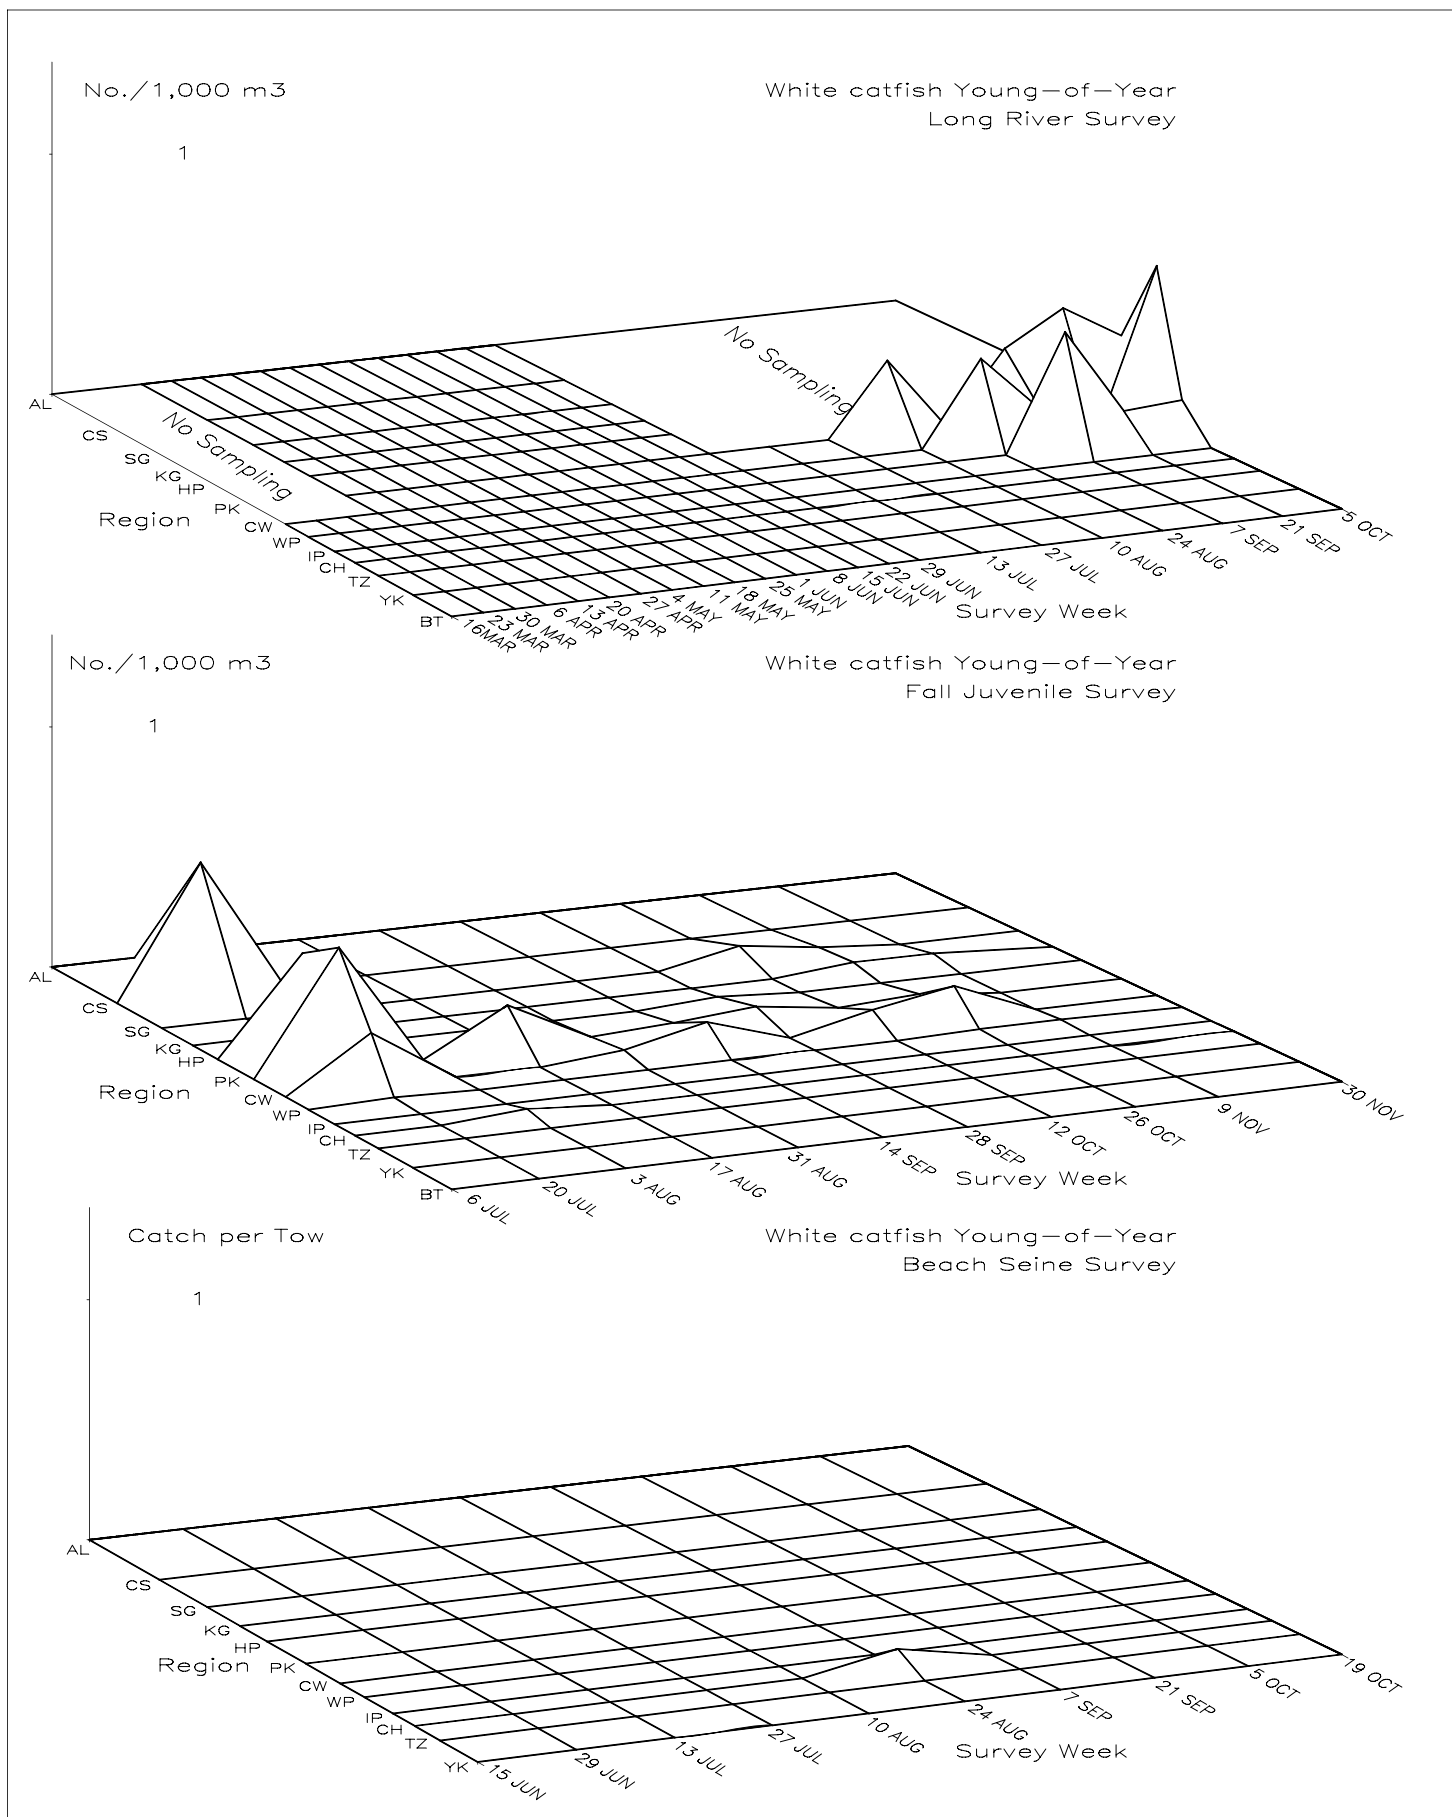 No./1,000 m3
White catfish Young-of-Year
Long River Survey
1
No Sampling
No Sampling
AL
CS
SG
KG
HP
PK
CW
WP
IP
CH
TZ
YK
BT
Region
16MAR
23 MAR
30 MAR
6 APR
13 APR
20 APR
27 APR
4 MAY
11 MAY
18 MAY
25 MAY
1 JUN
8 JUN
15 JUN
22 JUN
29 JUN
13 JUL
27 JUL
10 AUG
24 AUG
7 SEP
21 SEP
5 OCT
Survey Week
No./1,000 m3
White catfish Young-of-Year
Fall Juvenile Survey
1
AL
CS
SG
KG
HP
PK
CW
WP
IP
CH
TZ
YK
BT
Region
6 JUL
20 JUL
3 AUG
17 AUG
31 AUG
14 SEP
28 SEP
12 OCT
26 OCT
9 NOV
30 NOV
Survey Week
Catch per Tow
White catfish Young-of-Year
Beach Seine Survey
1
AL
CS
SG
KG
HP
PK
CW
WP
IP
CH
TZ
YK
Region
15 JUN
29 JUN
13 JUL
27 JUL
10 AUG
24 AUG
7 SEP
21 SEP
5 OCT
19 OCT
Survey Week